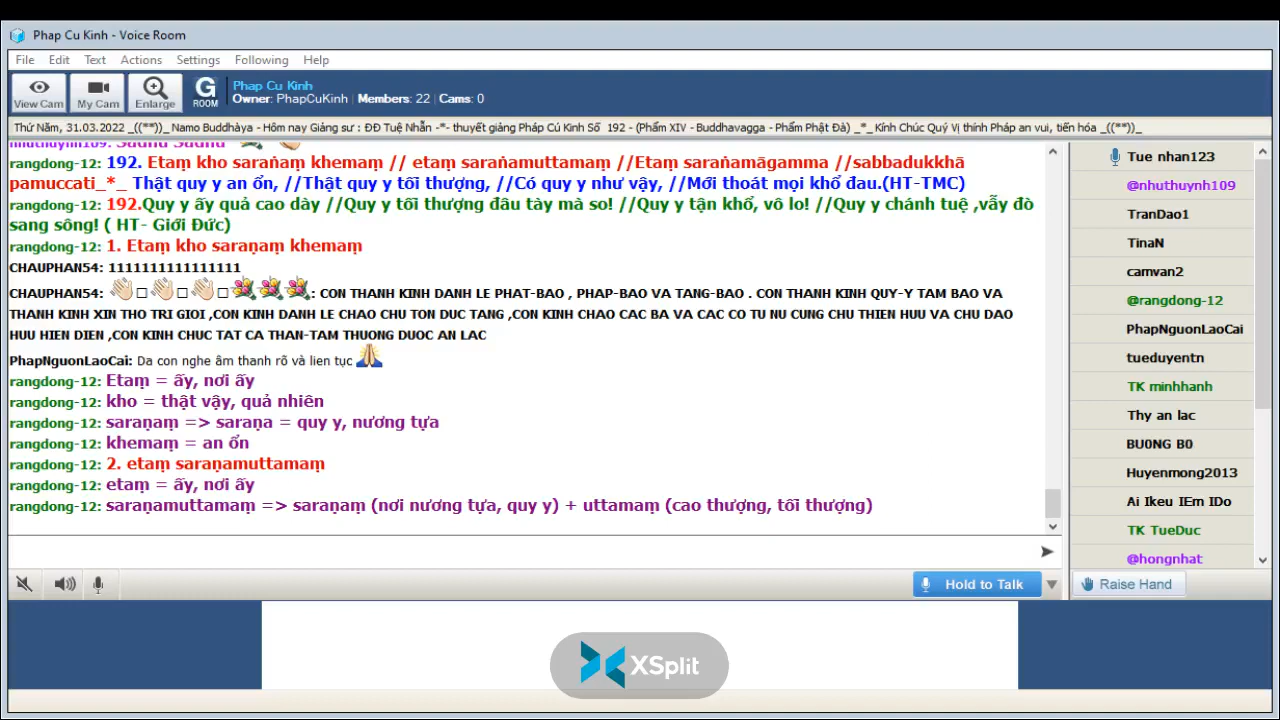 Phap Cu Kinh - Voice Room
File Edit Text Actions Settings Following Help
View Cam My Cam Enlarge G ROOM
Phap Cu Kinh
Owner: PhapCuKinh | Members: 22 | Cams: 0
Thứ Năm, 31.03.2022 _((**))_ Namo Buddhàya - Hôm nay Giảng sư : ĐĐ Tuệ Nhẫn -*- thuyết giảng Pháp Cú Kinh Số 192 - (Phẩm XIV - Buddhavagga - Phẩm Phật Đà) _*_ Kính Chúc Quý Vị thính Pháp an vui, tiến hóa _((**))_
nhuthuynh109: Sadhu Sadhu
rangdong-12: 192. Etaṃ kho saraṅaṃ khemaṃ // etaṃ saraṅamuttamaṃ //Etaṃ saraṅamāgamma //sabbadukkhā
pamuccati_*_ Thật quy y an ổn, //Thật quy y tối thượng, //Có quy y như vậy, //Mới thoát mọi khổ đau.(HT-TMC)
rangdong-12: 192.Quy y ấy quả cao dày //Quy y tối thượng đâu tày mà so! //Quy y tận khổ, vô lo! //Quy y chánh tuệ ,vẫy đò
sang sông! ( HT- Giới Đức)
rangdong-12: 1. Etaṃ kho saraṇaṃ khemaṃ
CHAUPHAN54: 1111111111111111
CHAUPHAN54: : CON THANH KINH DANH LE PHAT-BAO , PHAP-BAO VA TANG-BAO . CON THANH KINH QUY-Y TAM BAO VA
THANH KINH XIN THO TRI GIOI ,CON KINH DANH LE CHAO CHU TON DUC TANG ,CON KINH CHAO CAC BA VA CAC CO TU NU CUNG CHU THIEN HUU VA CHU DAO
HUU HIEN DIEN ,CON KINH CHUC TAT CA THAN-TAM THUONG DUOC AN LAC
PhapNguonLaoCai: Da con nghe âm thanh rõ và lien tục
rangdong-12: Etaṃ = ấy, nơi ấy
rangdong-12: kho = thật vậy, quả nhiên
rangdong-12: saraṇaṃ => saraṇa = quy y, nương tựa
rangdong-12: khemaṃ = an ổn
rangdong-12: 2. etaṃ saraṇamuttamaṃ
rangdong-12: etaṃ = ấy, nơi ấy
rangdong-12: saraṇamuttamaṃ => saraṇaṃ (nơi nương tựa, quy y) + uttamaṃ (cao thượng, tối thượng)
Tue nhan123
@nhuthuynh109
TranDao1
TinaN
camvan2
@rangdong-12
PhapNguonLaoCai
tueduyentn
TK minhhanh
Thy an lac
BU0NG B0
Huyenmong2013
Ai Ikeu IEm IDo
TK TueDuc
@hongnhat
Hold to Talk
Raise Hand
XSplit